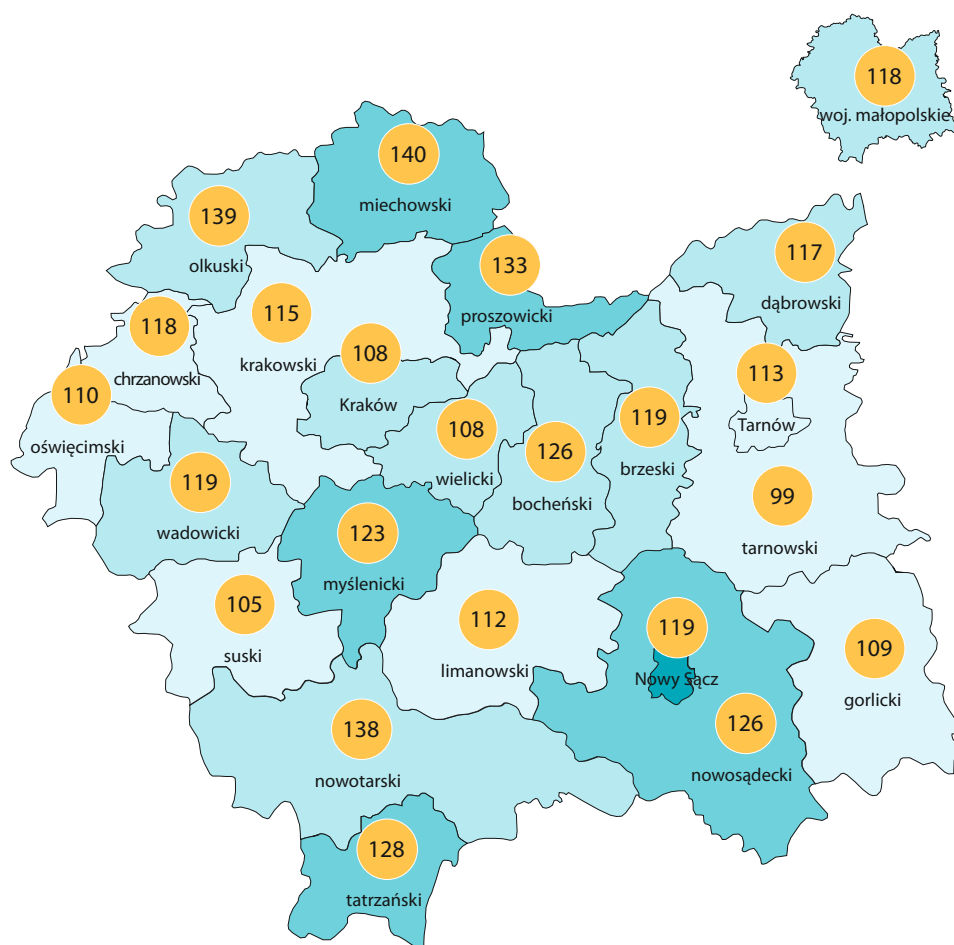 118
woj. małopolskie
140
miechowski
139
olkuski
133
proszowicki
117
dąbrowski
115
krakowski
118
chrzanowski
108
Kraków
113
Tarnów
110
oświęcimski
108
wielicki
126
bocheński
119
brzeski
119
wadowicki
99
tarnowski
123
myślenicki
105
suski
112
limanowski
119
Nowy Sącz
109
gorlicki
138
nowotarski
126
nowosądecki
128
tatrzański